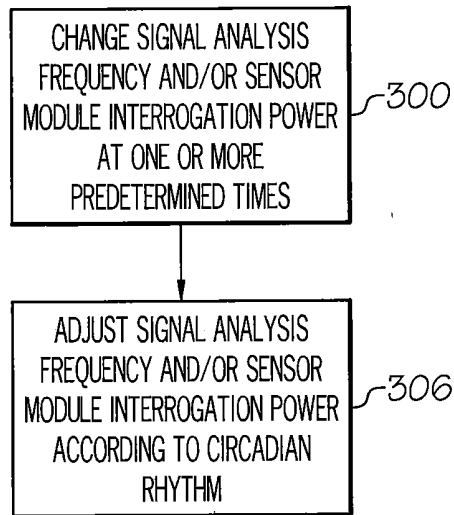 CHANGE SIGNAL ANALYSIS
FREQUENCY AND/OR SENSOR
MODULE INTERROGATION POWER
AT ONE OR MORE
PREDETERMINED TIMES
300
ADJUST SIGNAL ANALYSIS
FREQUENCY AND/OR SENSOR
MODULE INTERROGATION POWER
ACCORDING TO CIRCADIAN
RHYTHM
306